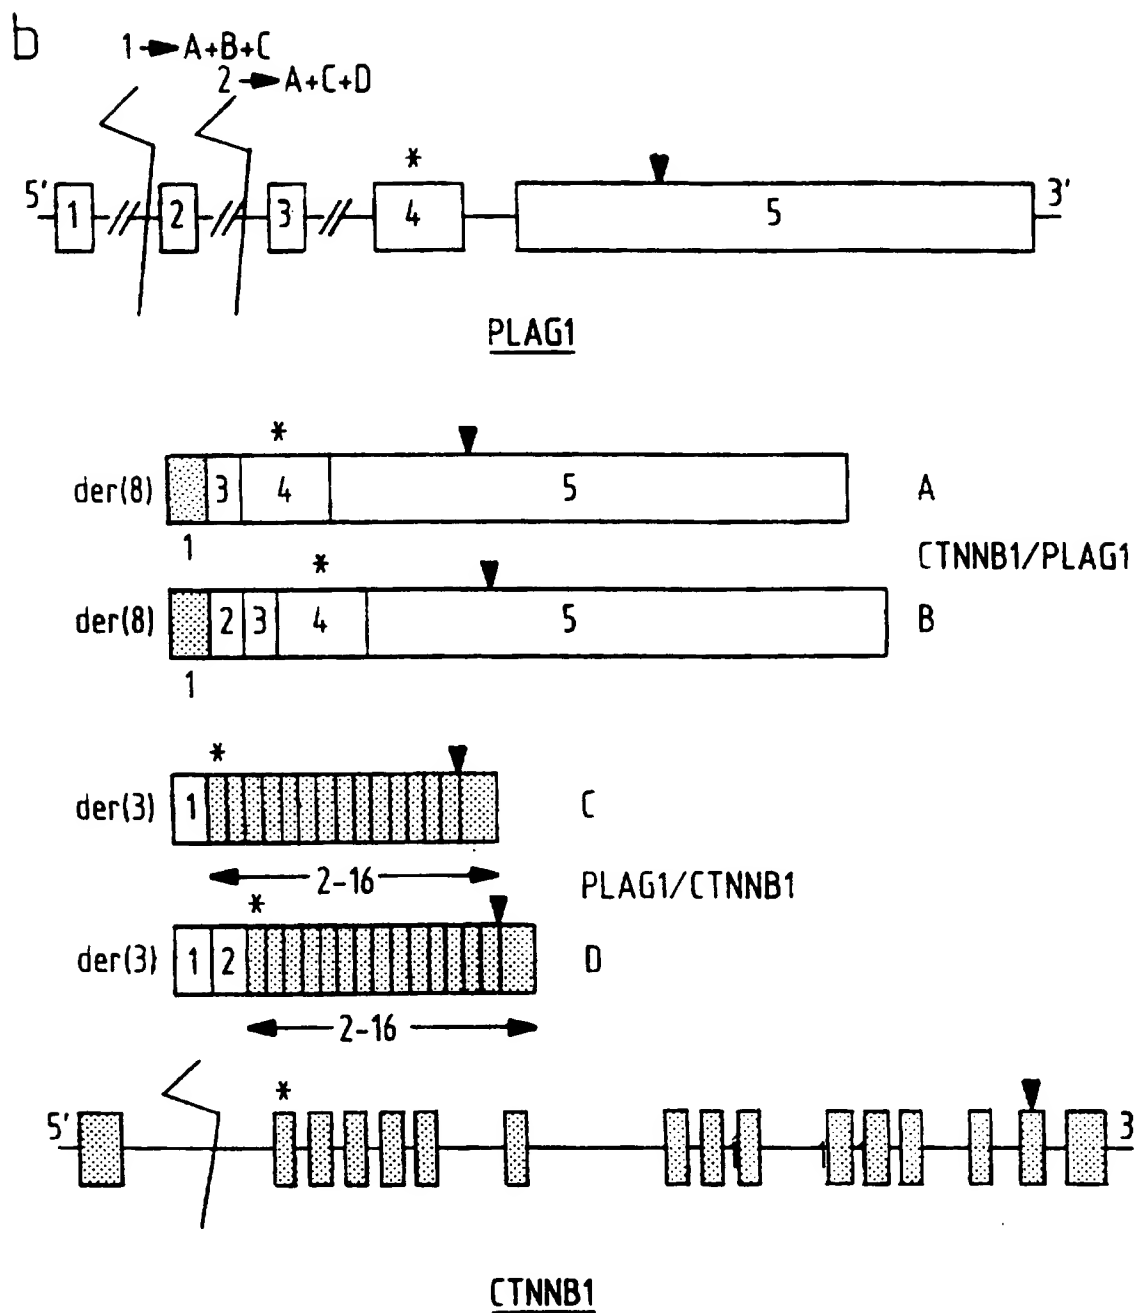 b
1 → A+B+C
2 → A+C+D
*
5' 1 2 3 4 5 3'
PLAG1
*
der(8) 3 4 5 A
1
CTNNB1/PLAG1
*
der(8) 2 3 4 5 B
1
*
der(3) 1 C
2-16
PLAG1/CTNNB1
*
der(3) 1 2 D
2-16
*
5' 3
CTNNB1